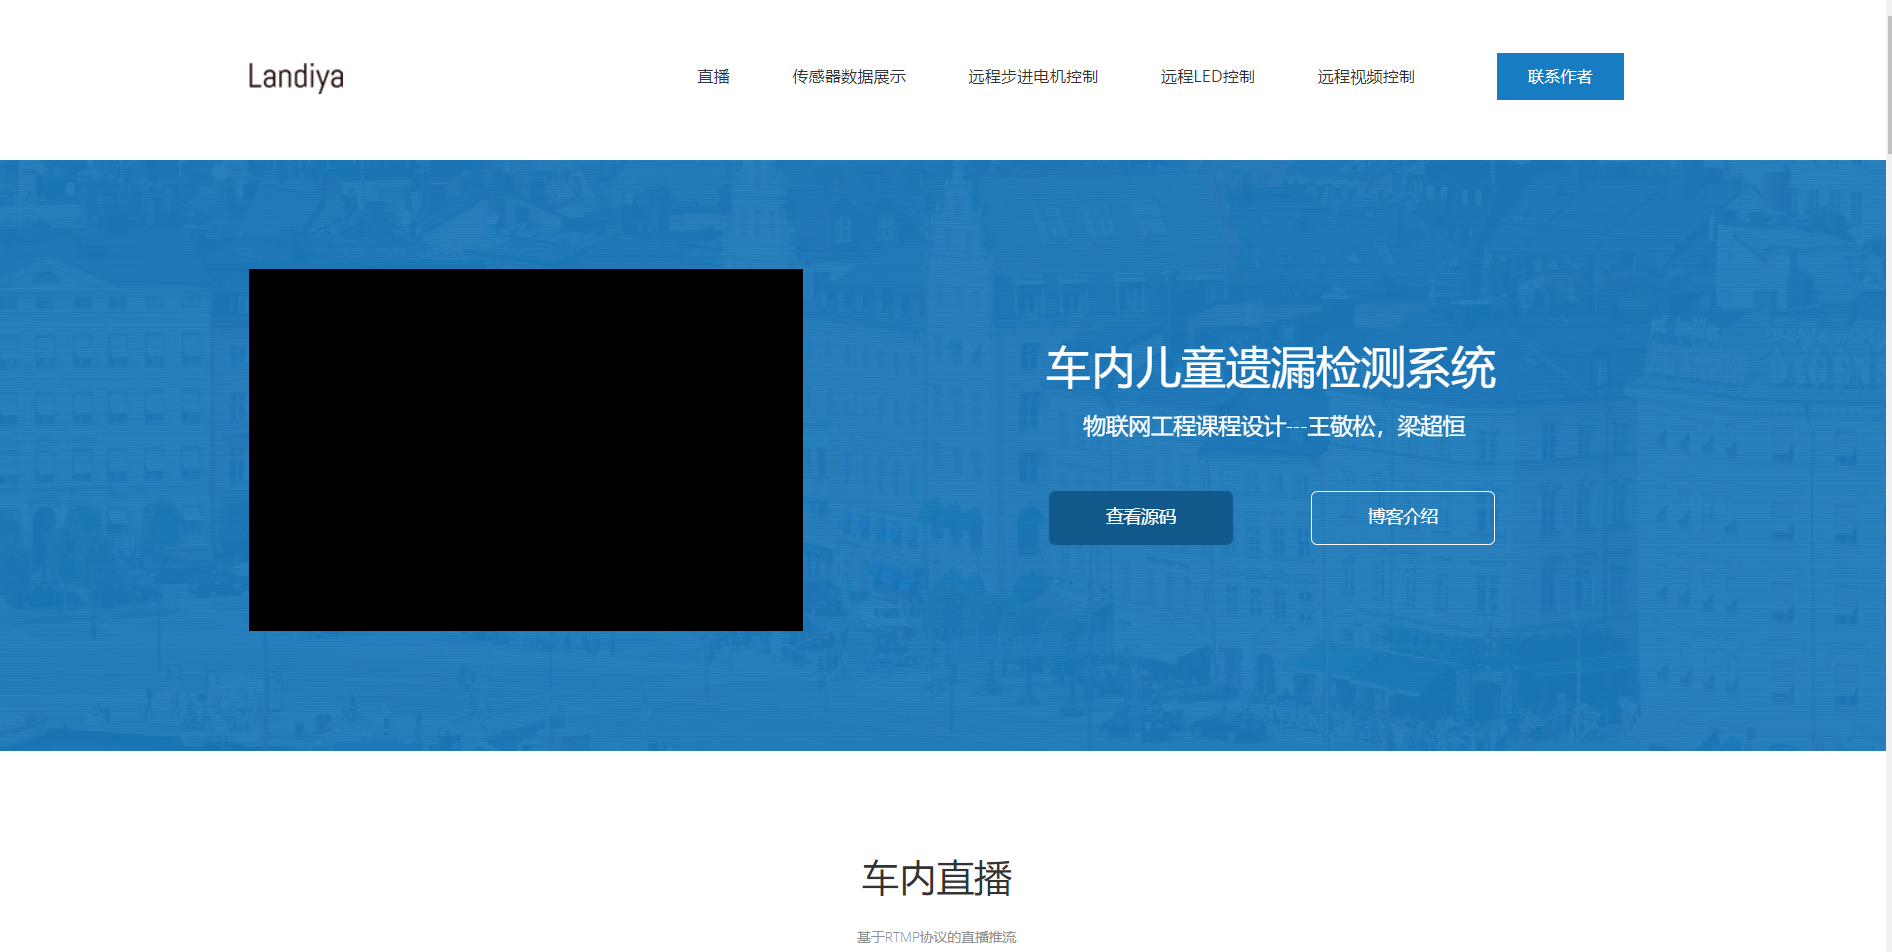 Landiya
直播
传感器数据展示
远程步进电机控制
远程LED控制
远程视频控制
联系作者
车内儿童遗漏检测系统
物联网工程课程设计---王敬松，梁超恒
查看源码
博客介绍
车内直播
基于RTMP协议的直播推流